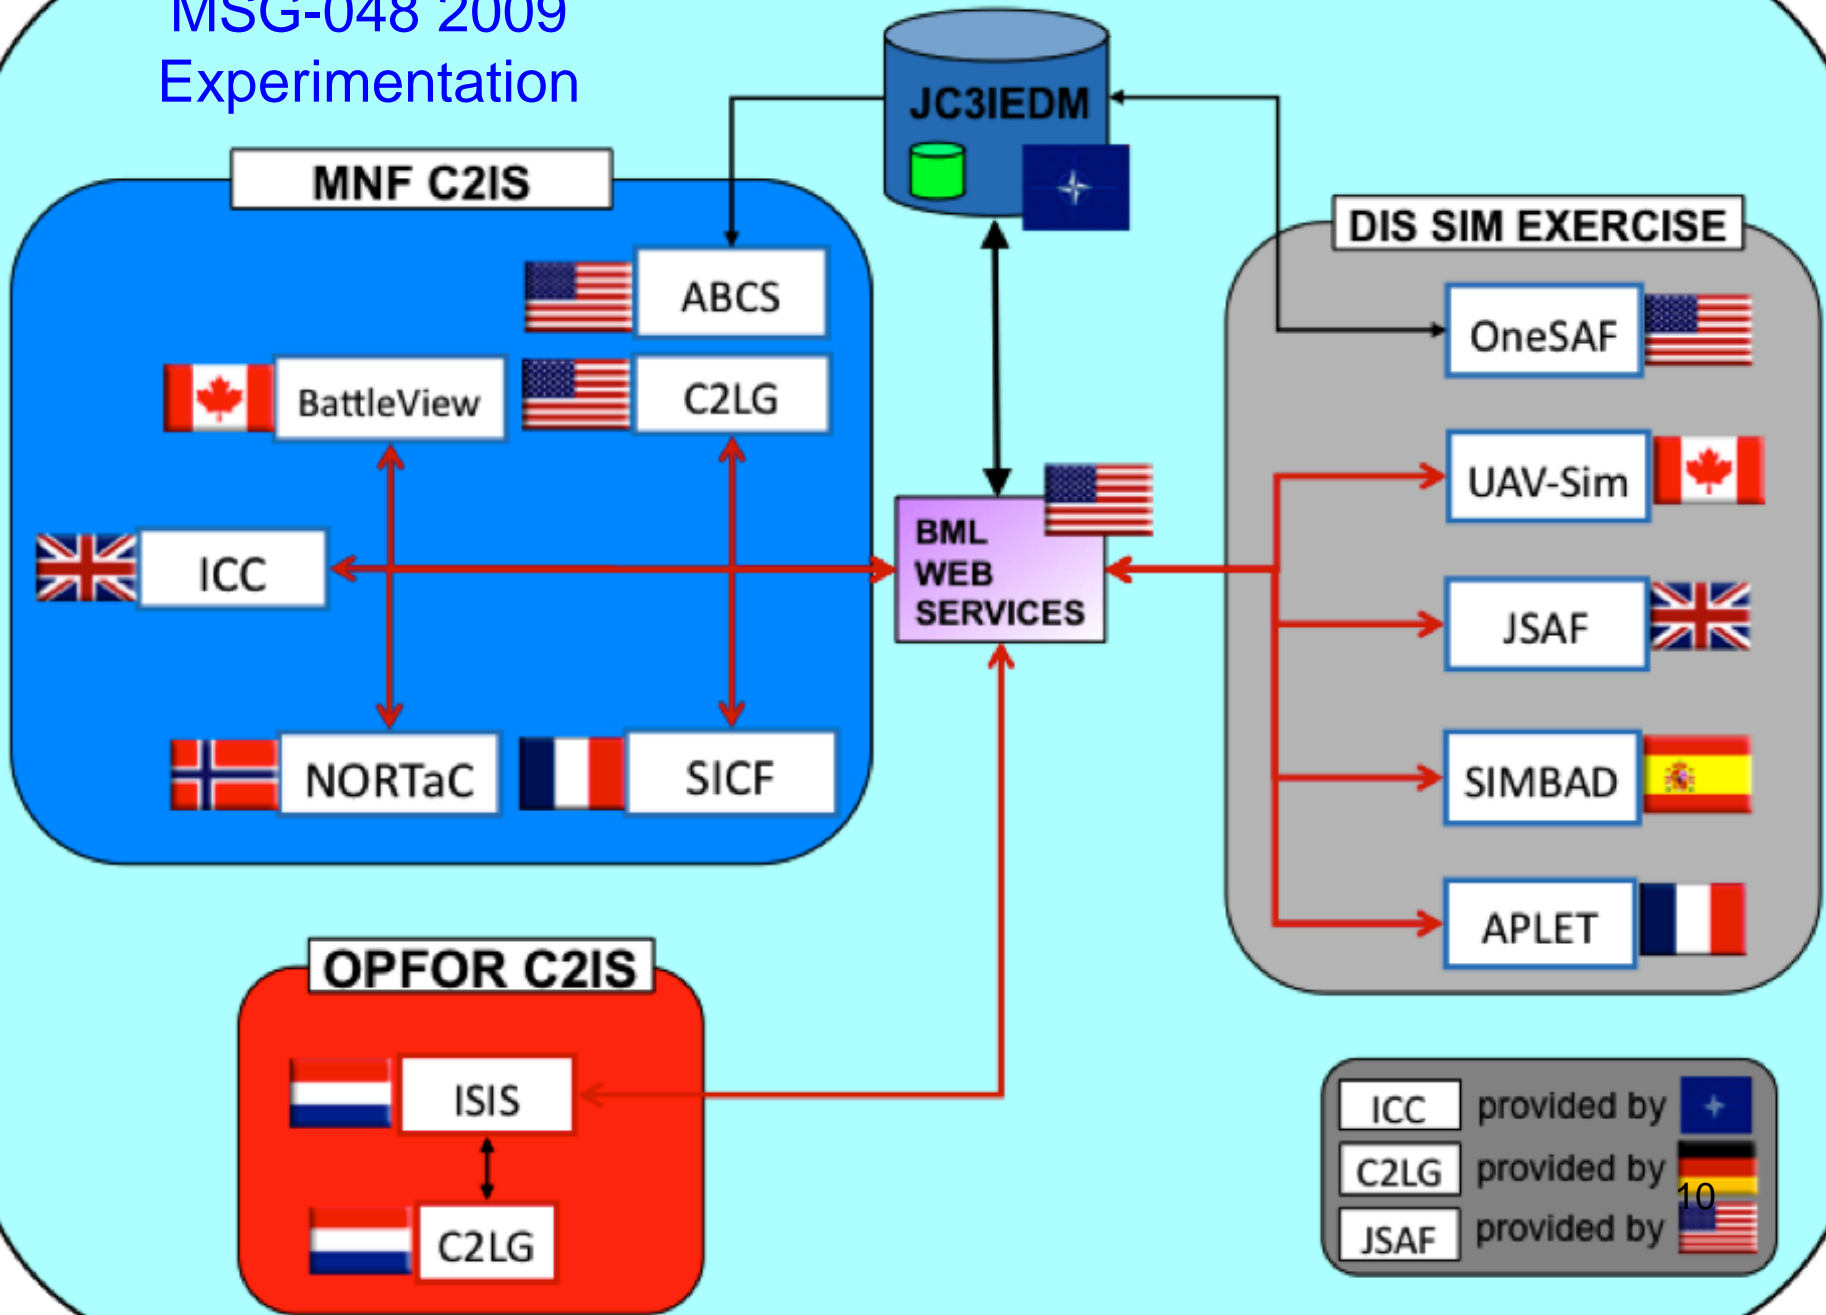 MSG-048 2009
Experimentation
JC3IEDM
MNF C2IS
DIS SIM EXERCISE
ABCS
OneSAF
BattleView
C2LG
UAV-Sim
BML
WEB
SERVICES
ICC
JSAF
NORTaC
SICF
SIMBAD
APLET
OPFOR C2IS
ISIS
C2LG
ICC provided by
C2LG provided by
10
JSAF provided by